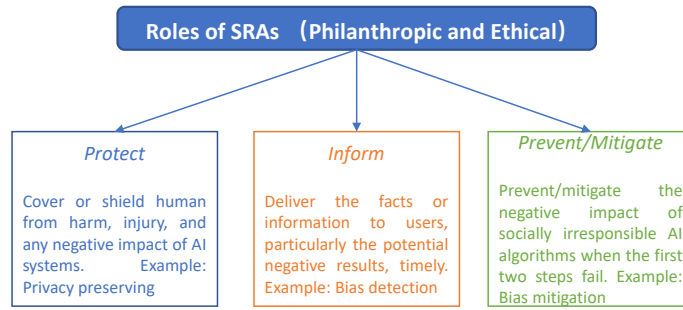 Roles of SRAs （Philanthropic and Ethical）
Protect
Cover or shield human
from harm, injury, and
any negative impact of AI
systems. Example:
Privacy preserving
Inform
Deliver the facts or
information to users,
particularly the potential
negative results, timely.
Example: Bias detection
Prevent/Mitigate
Prevent/mitigate the
negative impact of
socially irresponsible AI
algorithms when the first
two steps fail. Example:
Bias mitigation